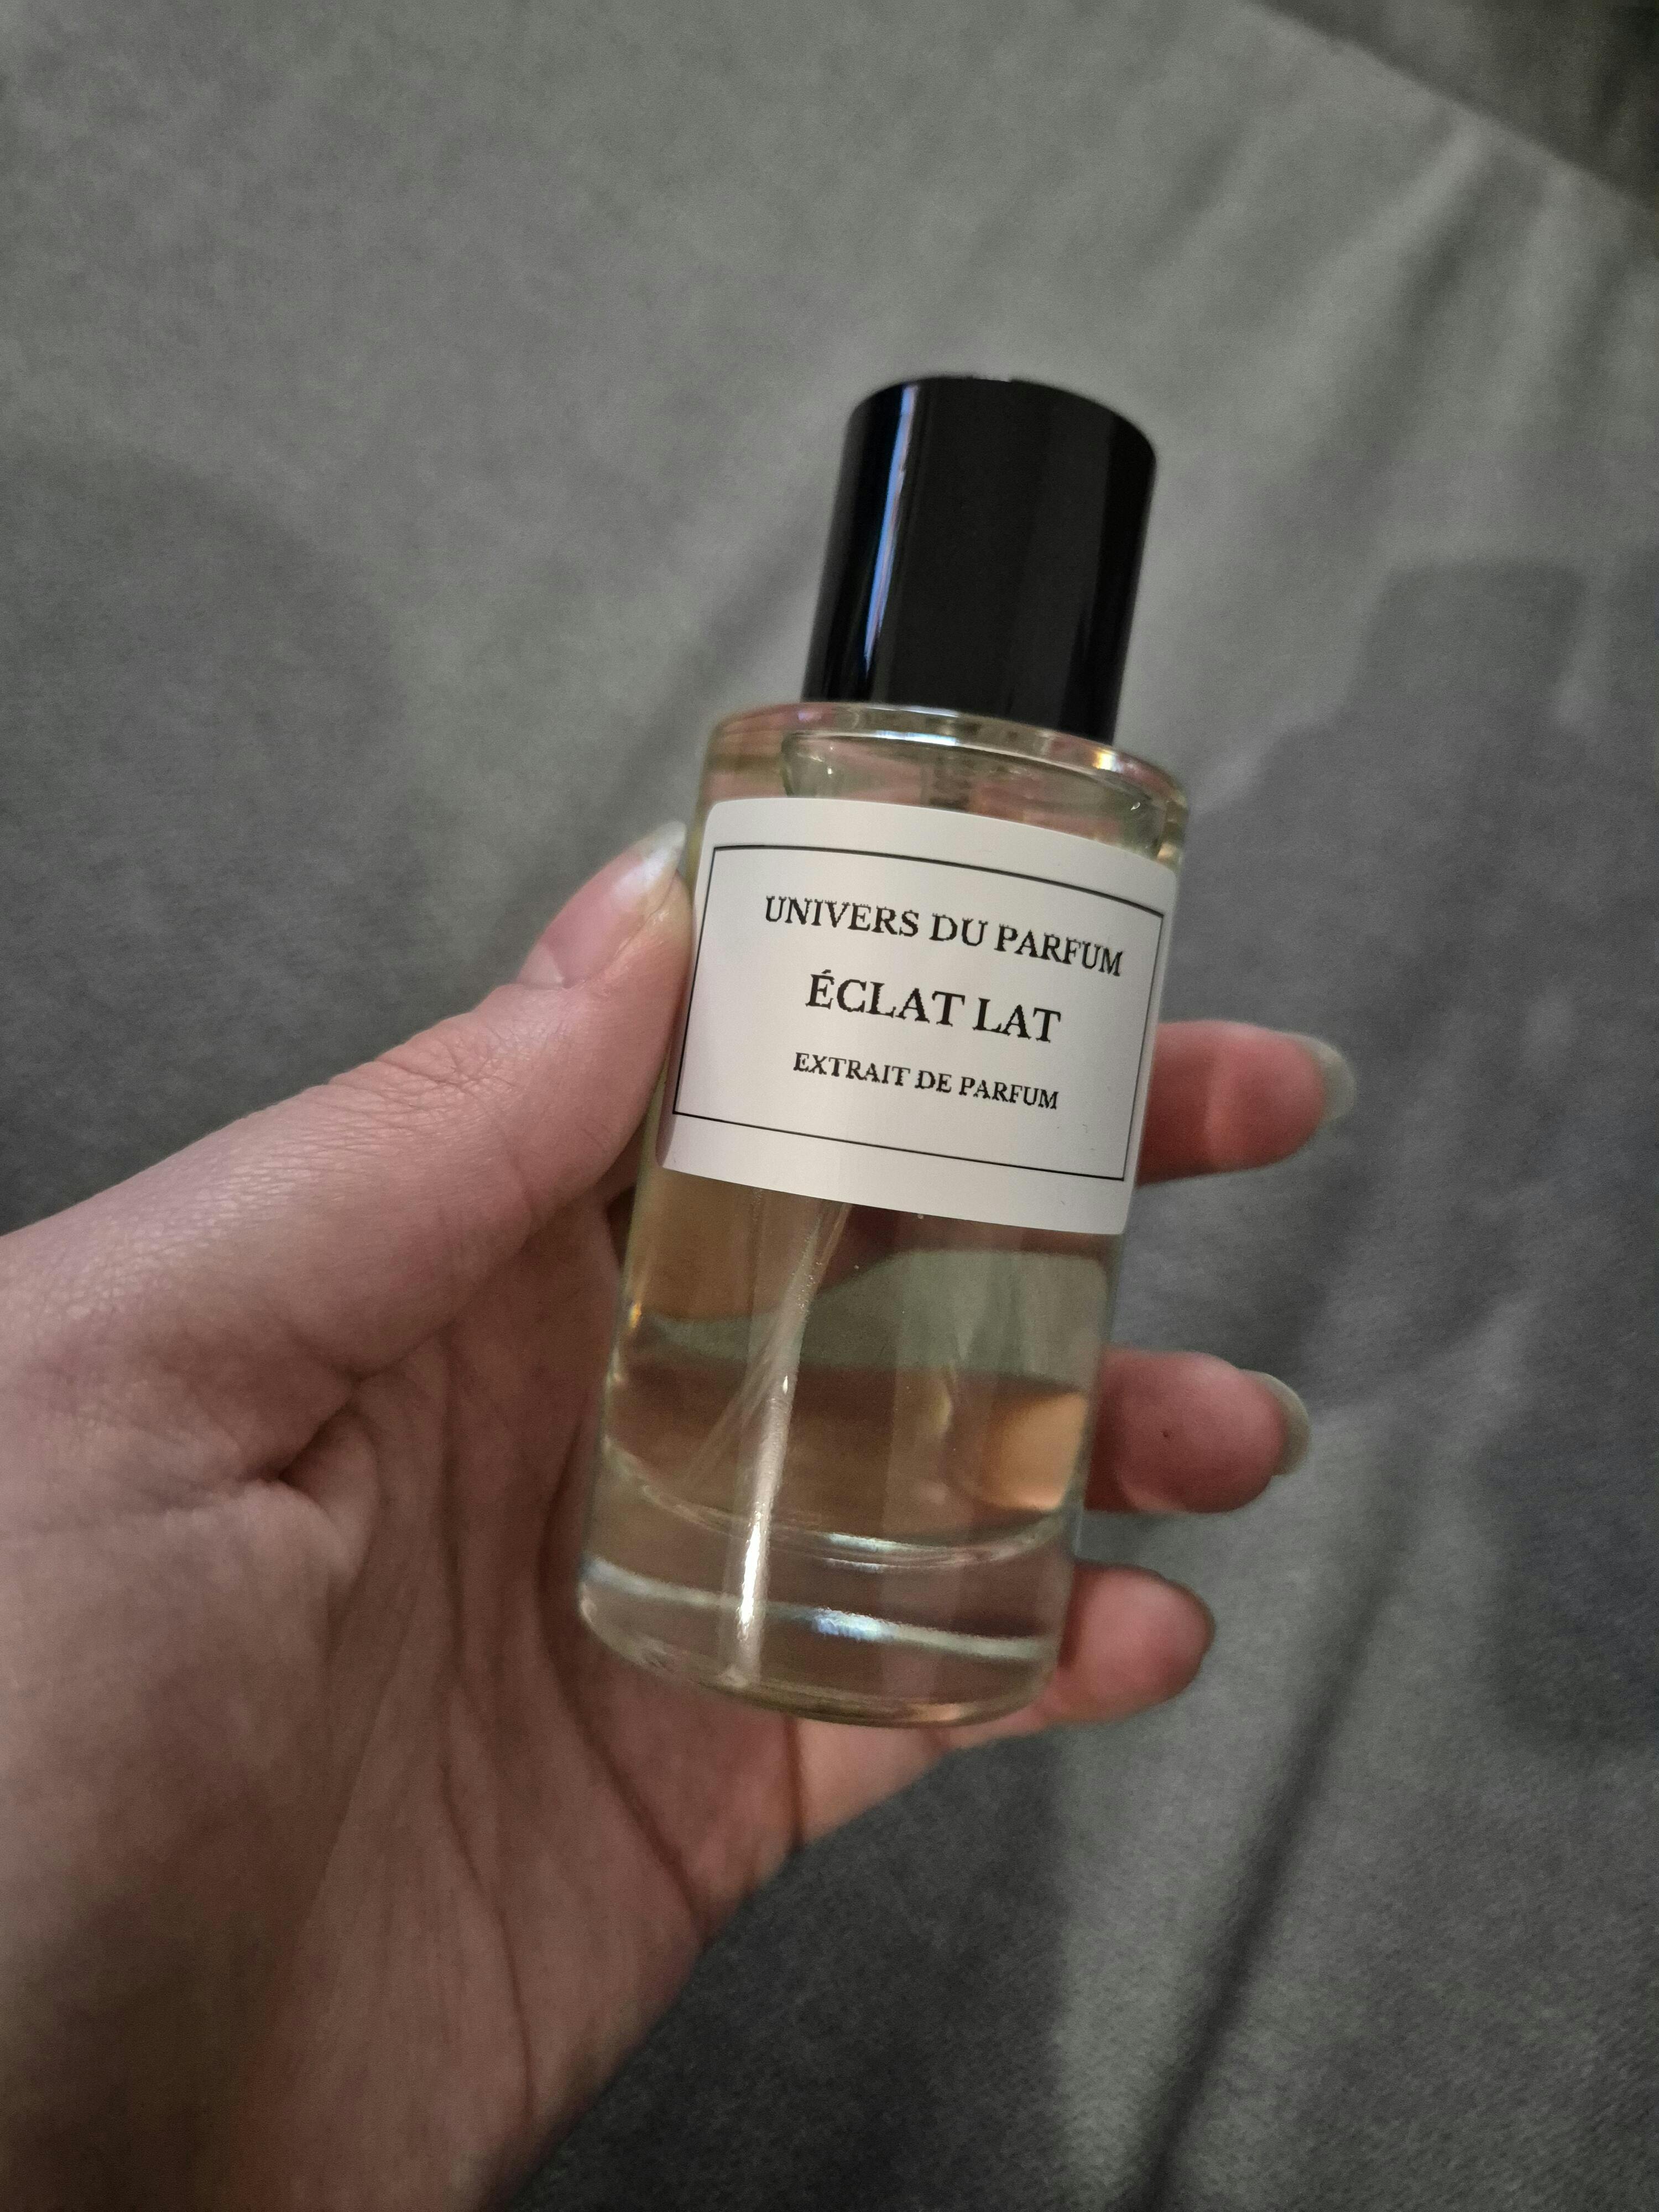 UNIVERS DU PARFUM
ÉCLAT LAT
EXTRAIT DE PARFUM